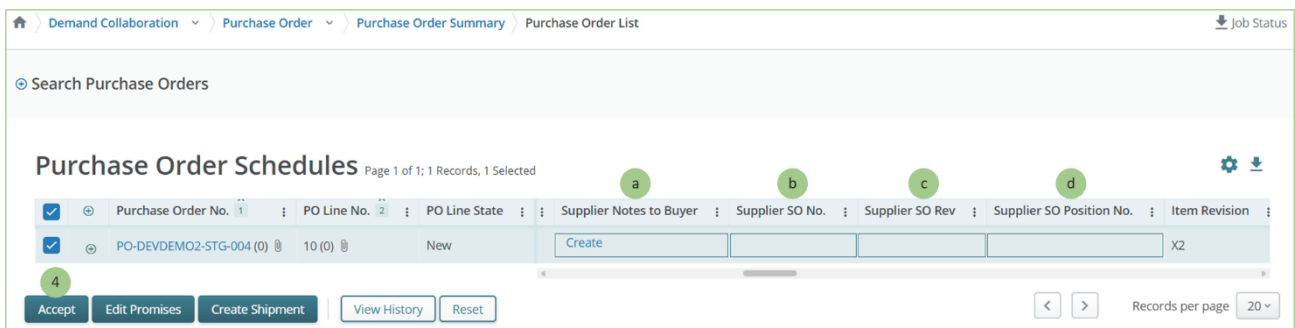 Demand Collaboration Purchase Order Purchase Order Summary Purchase Order List Job Status
Search Purchase Orders
Purchase Order Schedules Page 1 of 1; 1 Records, 1 Selected
a b c d
Purchase Order No. 1 PO Line No. 2 PO Line State Supplier Notes to Buyer Supplier SO No. Supplier SO Rev Supplier SO Position No. Item Revision
PO-DEVDEMO2-STG-004 (0) 10 (0) New Create X2
4
Accept Edit Promises Create Shipment View History Reset < > Records per page 20